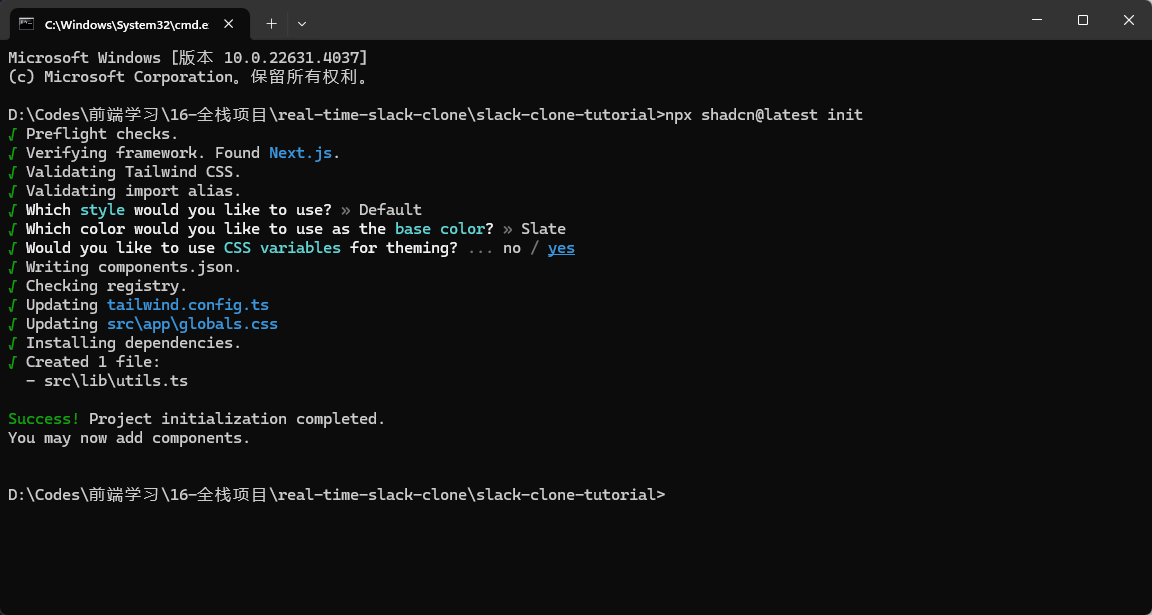 C:\Windows\System32\cmd.e
Microsoft Windows [版本 10.0.22631.4037]
(c) Microsoft Corporation。保留所有权利。
D:\Codes\前端学习\16-全栈项目\real-time-slack-clone\slack-clone-tutorial>npx shadcn@latest init
√ Preflight checks.
√ Verifying framework. Found Next.js.
√ Validating Tailwind CSS.
√ Validating import alias.
√ Which style would you like to use? » Default
√ Which color would you like to use as the base color? » Slate
√ Would you like to use CSS variables for theming? ... no / yes
√ Writing components.json.
√ Checking registry.
√ Updating tailwind.config.ts
√ Updating src\app\globals.css
√ Installing dependencies.
√ Created 1 file:
- src\lib\utils.ts
Success! Project initialization completed.
You may now add components.
D:\Codes\前端学习\16-全栈项目\real-time-slack-clone\slack-clone-tutorial>